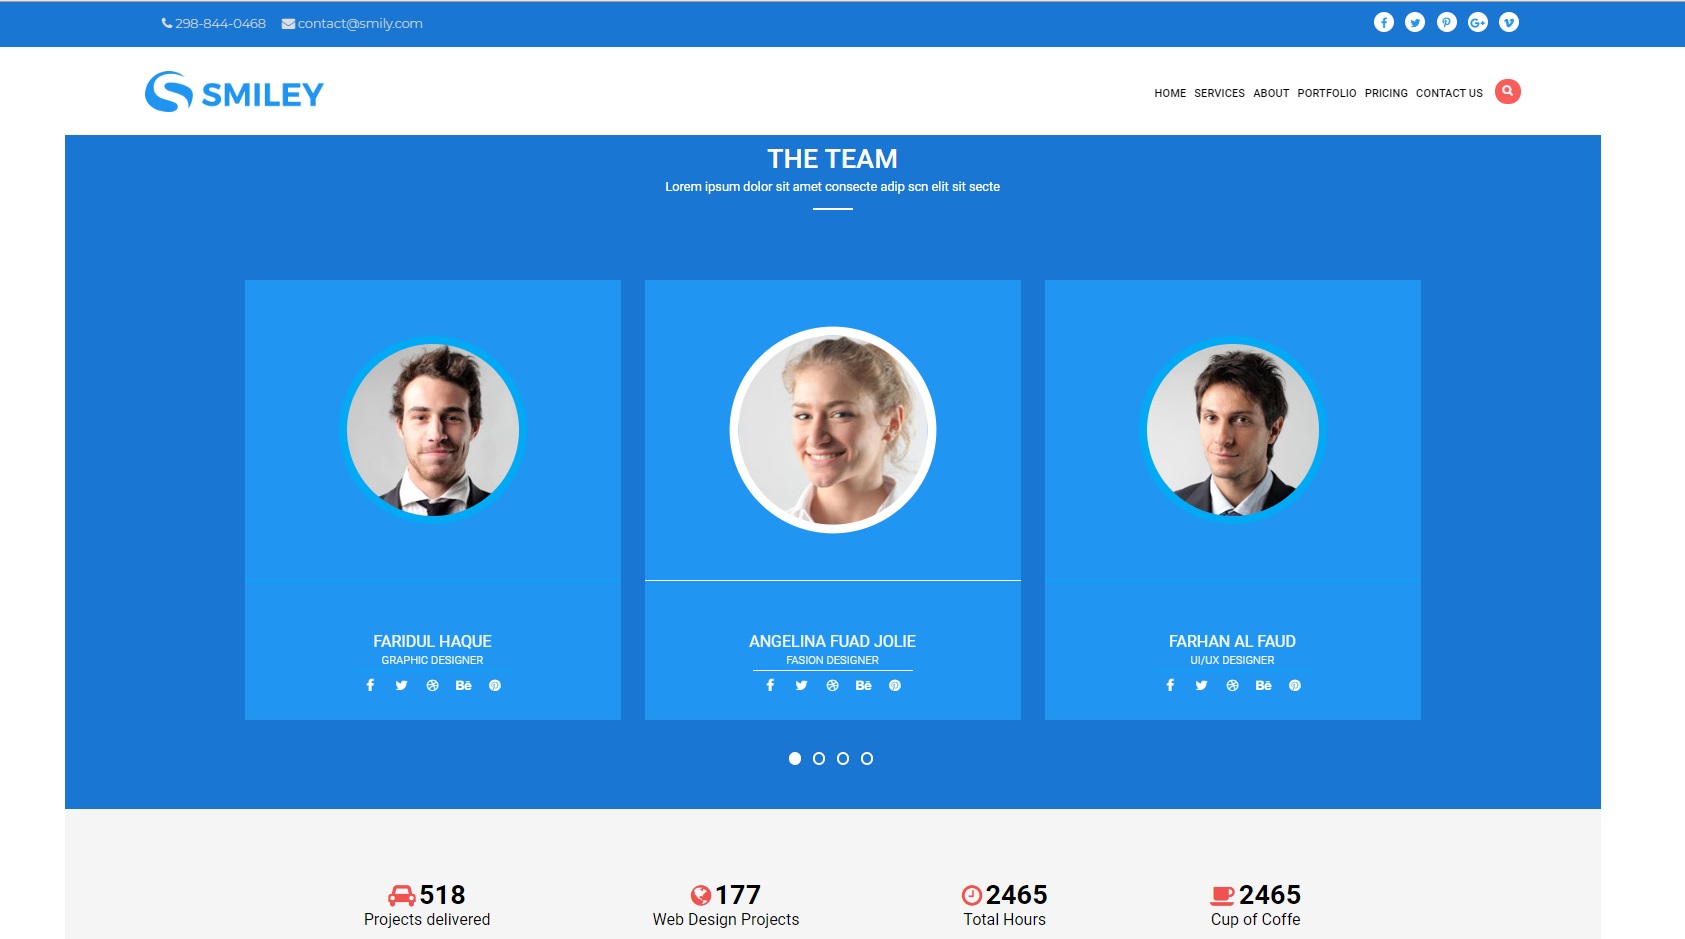 298-844-0468 contact@smily.com
SMILEY
HOME SERVICES ABOUT PORTFOLIO PRICING CONTACT US
THE TEAM
Lorem ipsum dolor sit amet consecte adip scn elit sit secte
FARIDUL HAQUE
GRAPHIC DESIGNER
Bē
ANGELINA FUAD JOLIE
FASION DESIGNER
Bē
FARHAN AL FAUD
UI/UX DESIGNER
Bē
518
Projects delivered
177
Web Design Projects
2465
Total Hours
2465
Cup of Coffe